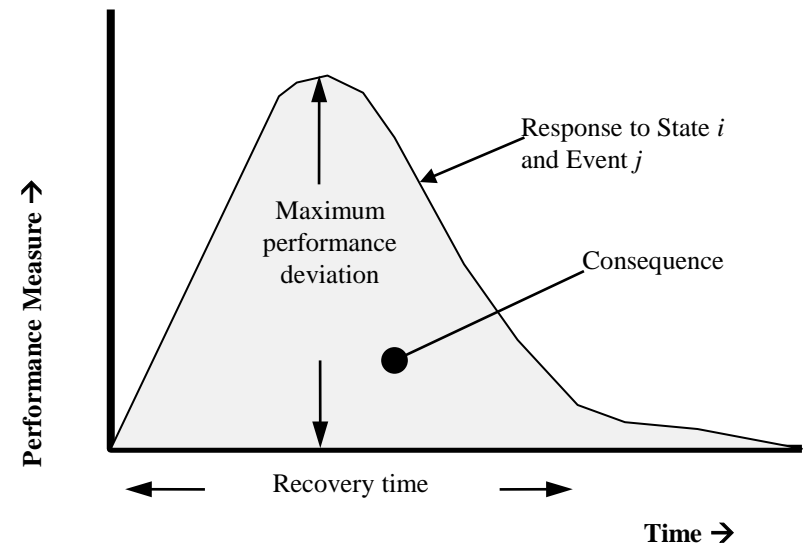 Response to State i
and Event j
Maximum
performance
deviation
Consequence
Performance Measure →
Recovery time
Time →